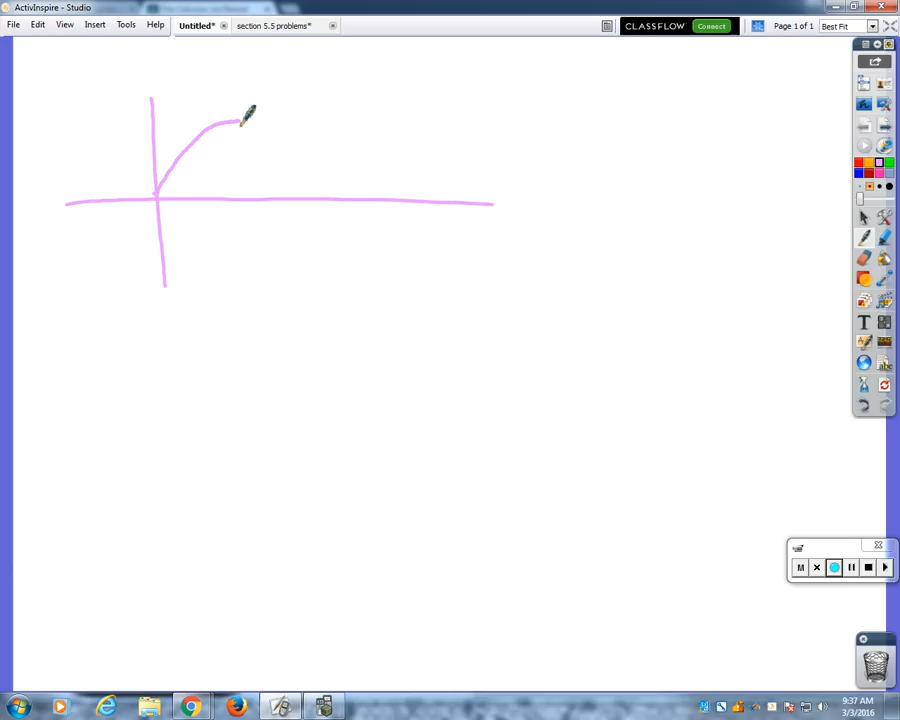 ActivInspire - Studio
File Edit View Insert Tools Help Untitled* section 5.5 problems* CLASSFLOW Connect Page 1 of 1 Best Fit
T
abc
M
9:37 AM
3/3/2016